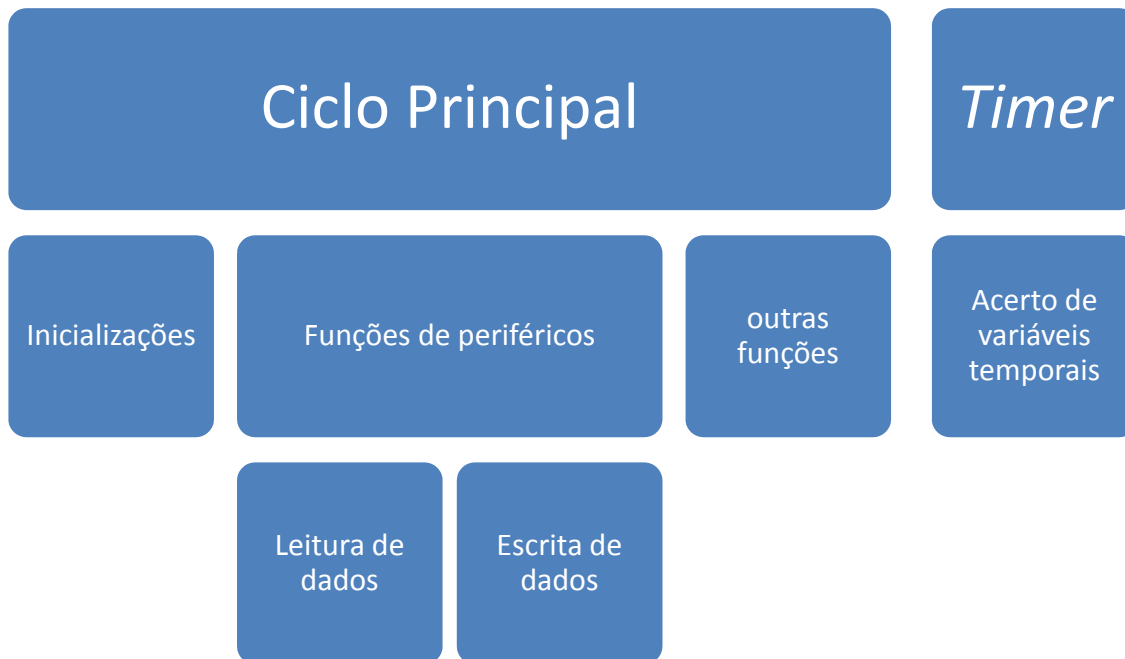 Ciclo Principal
Timer
Inicializações
Funções de periféricos
outras
funções
Acerto de
variáveis
temporais
Leitura de
dados
Escrita de
dados